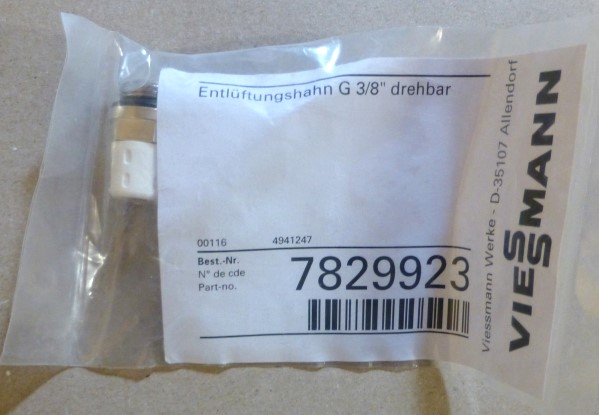 Entlüftungshahn G 3/8" drehbar
00116 4941247
Best.-Nr.
N° de cde
Part-no.
7829923
Viessmann Werke - D-35107 Allendorf
VIESSMANN